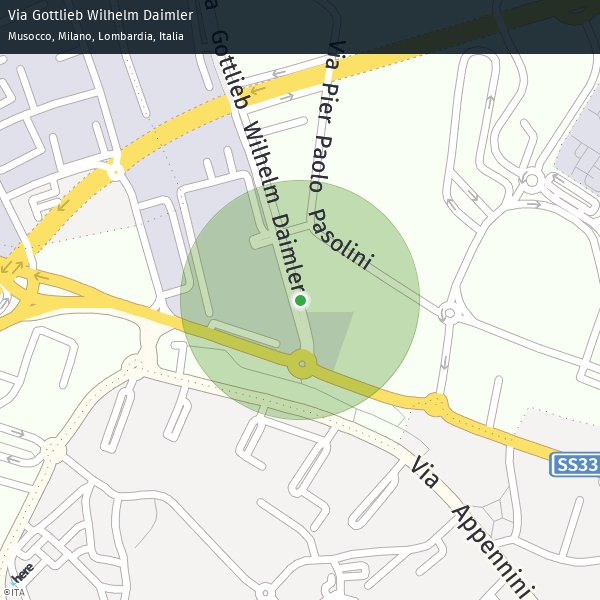 Via Gottlieb Wilhelm Daimler
Musocco, Milano, Lombardia, Italia
a Gottlieb Wilhelm Daimler
Via Pier Paolo Pasolini
SS33
Via Appennini
here
©ITA